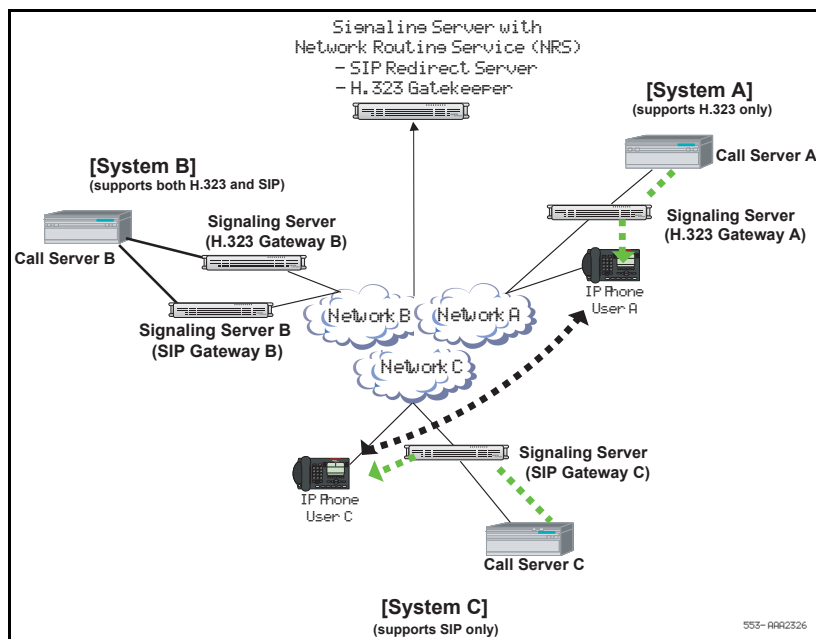 Signaling Server with
Network Routing Service (NRS)
– SIP Redirect Server
– H.323 Gatekeeper
[System A]
(supports H.323 only)
Call Server A
[System B]
(supports both H.323 and SIP)
Signaling Server
(H.323 Gateway B)
Signaling Server
(H.323 Gateway A)
Call Server B
IP Phone
User A
Signaling Server B
(SIP Gateway B)
Network B
Network A
Network C
Signaling Server
(SIP Gateway C)
IP Phone
User C
Call Server C
[System C]
(supports SIP only)
553-AAA2326